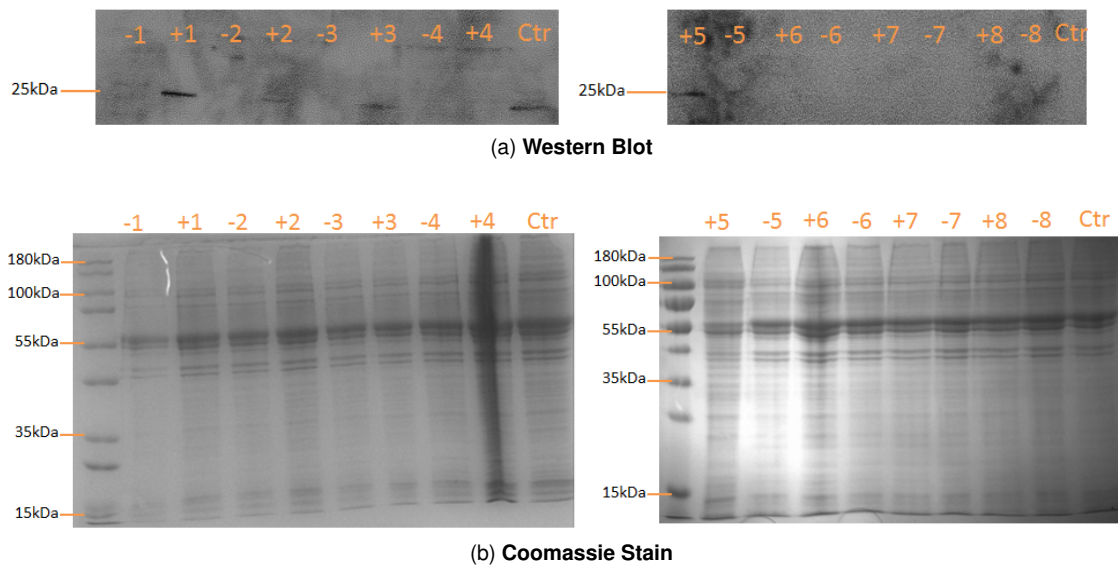 -1 +1 -2 +2 -3 +3 -4 +4 Ctr
25kDa
+5 -5 +6 -6 +7 -7 +8 -8 Ctr
25kDa
(a) Western Blot
-1 +1 -2 +2 -3 +3 -4 +4 Ctr
180kDa
100kDa
55kDa
35kDa
15kDa
+5 -5 +6 -6 +7 -7 +8 -8 Ctr
180kDa
100kDa
55kDa
35kDa
15kDa
(b) Coomassie Stain